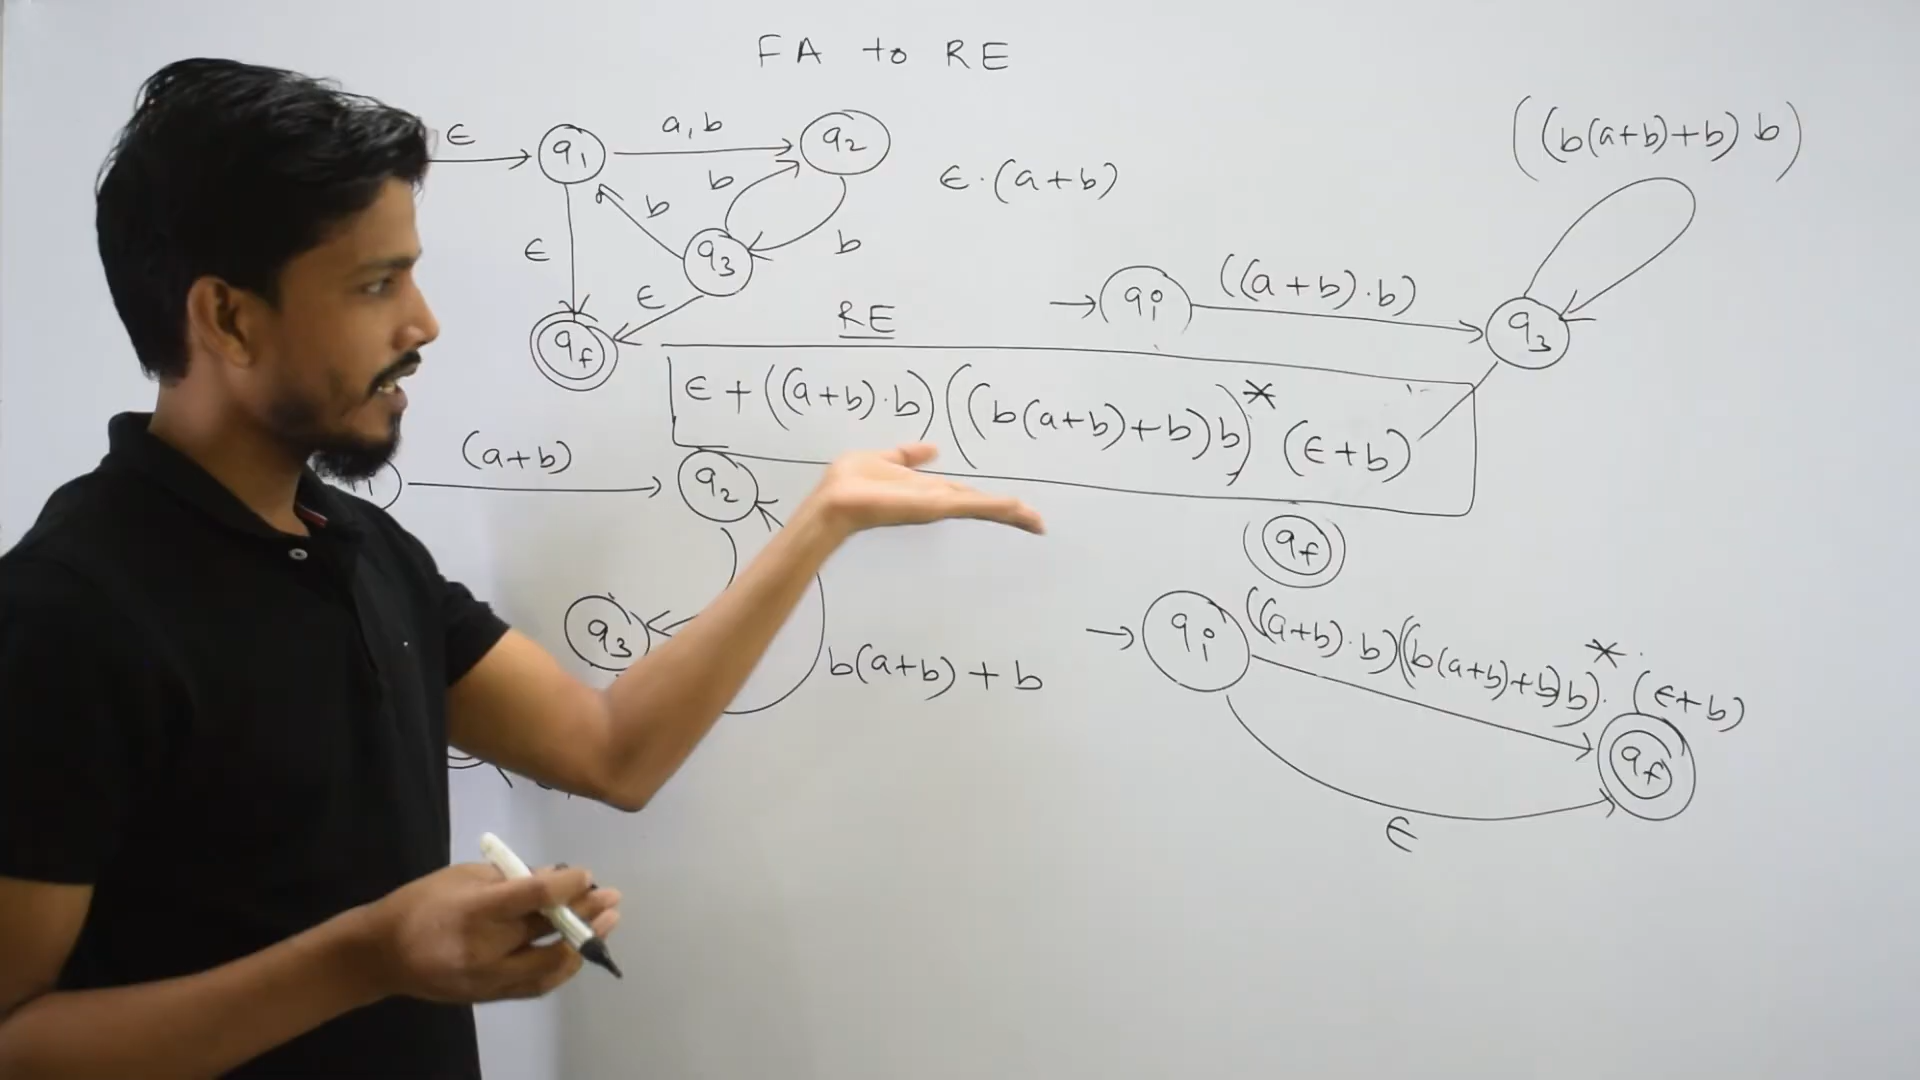 FA to RE
ϵ
q1
a, b
q2
ϵ·(a+b)
((b(a+b)+b) b)
b
b
b
ϵ
q3
ϵ
qf
qi
((a+b)·b)
q3
RE
ϵ + ((a+b)·b) ((b(a+b)+b) b)* (ϵ+b)
(a+b)
q2
qf
q3
b(a+b) + b
qi
((a+b)·b)(b(a+b)+b)b)*·(ϵ+b)
qf
ϵ